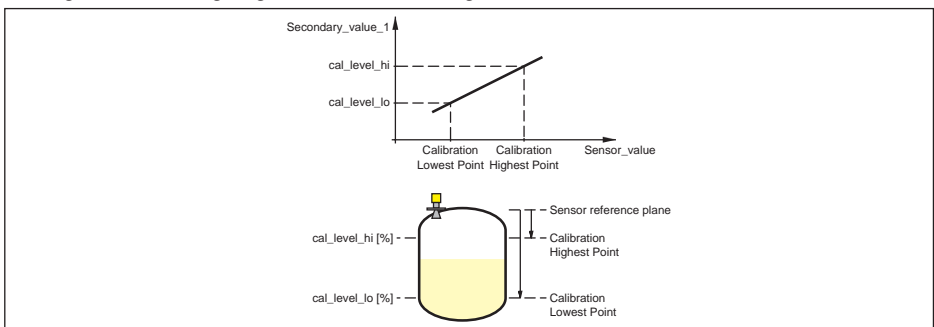 Secondary_value_1
cal_level_hi
cal_level_lo
Calibration
Lowest Point
Calibration
Highest Point
Sensor_value
Sensor reference plane
cal_level_hi [%]
Calibration
Highest Point
cal_level_lo [%]
Calibration
Lowest Point